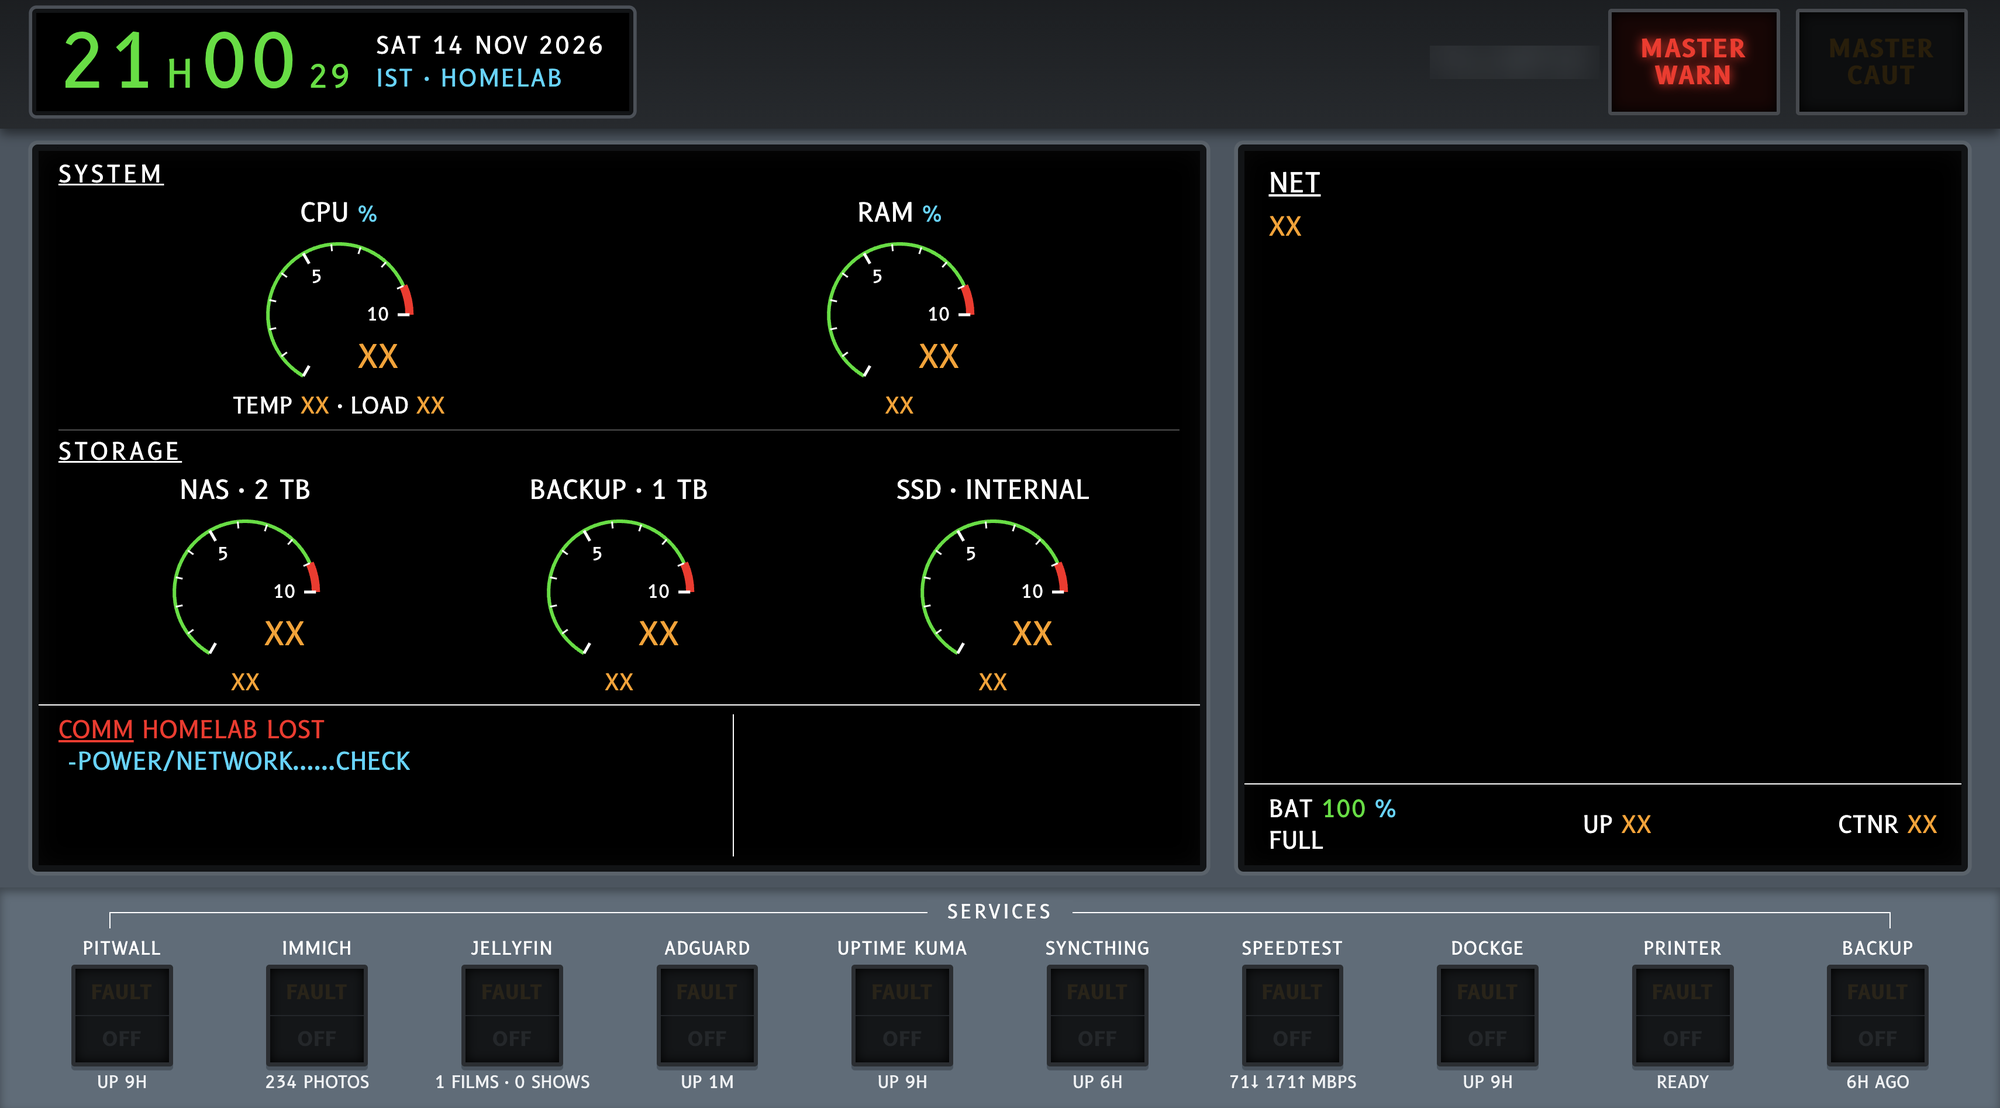 21H00 29
SAT 14 NOV 2026
IST · HOMELAB
MASTER
WARN
MASTER
CAUT
SYSTEM
CPU %
5
10
XX
TEMP XX · LOAD XX
RAM %
5
10
XX
XX
STORAGE
NAS · 2 TB
5
10
XX
XX
BACKUP · 1 TB
5
10
XX
XX
SSD · INTERNAL
5
10
XX
XX
COMM HOMELAB LOST
-POWER/NETWORK......CHECK
NET
XX
BAT 100 %
FULL
UP XX
CTNR XX
SERVICES
PITWALL
FAULT
OFF
UP 9H
IMMICH
FAULT
OFF
234 PHOTOS
JELLYFIN
FAULT
OFF
1 FILMS · 0 SHOWS
ADGUARD
FAULT
OFF
UP 1M
UPTIME KUMA
FAULT
OFF
UP 9H
SYNCTHING
FAULT
OFF
UP 6H
SPEEDTEST
FAULT
OFF
71↓ 171↑ MBPS
DOCKGE
FAULT
OFF
UP 9H
PRINTER
FAULT
OFF
READY
BACKUP
FAULT
OFF
6H AGO